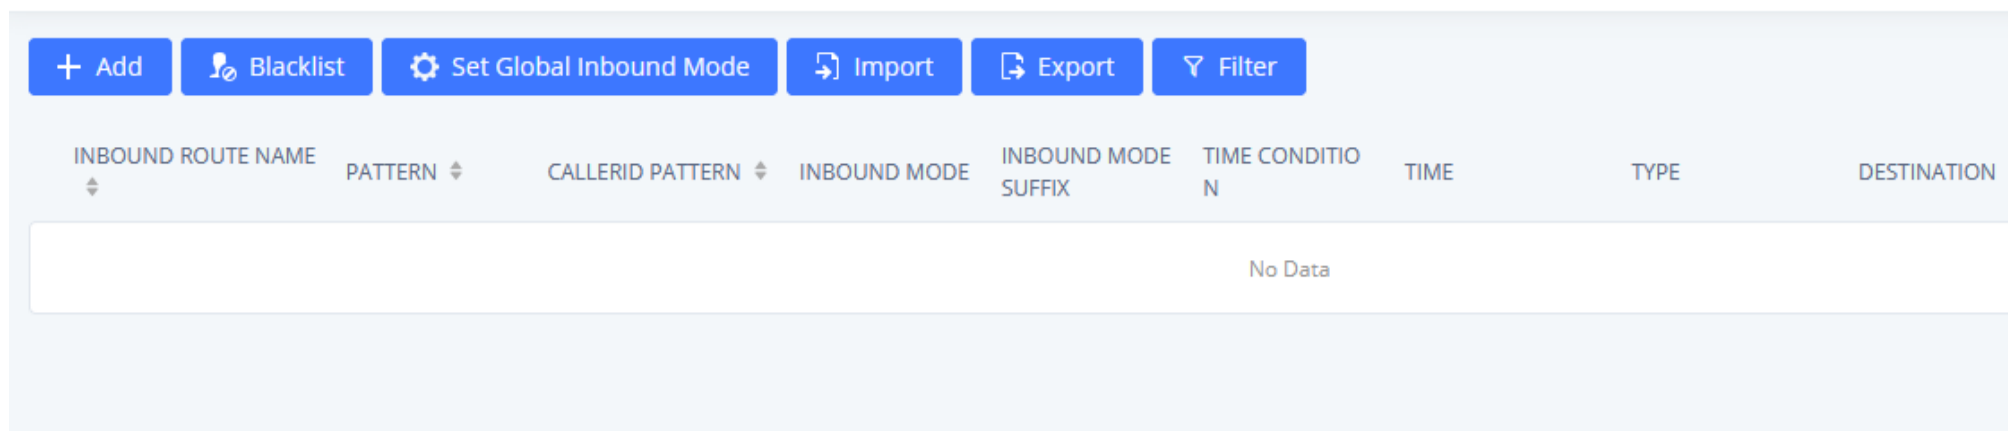 Add
Blacklist
Set Global Inbound Mode
Import
Export
Filter
INBOUND ROUTE NAME
PATTERN
CALLERID PATTERN
INBOUND MODE
INBOUND MODE
SUFFIX
TIME CONDITIO
N
TIME
TYPE
DESTINATION
No Data